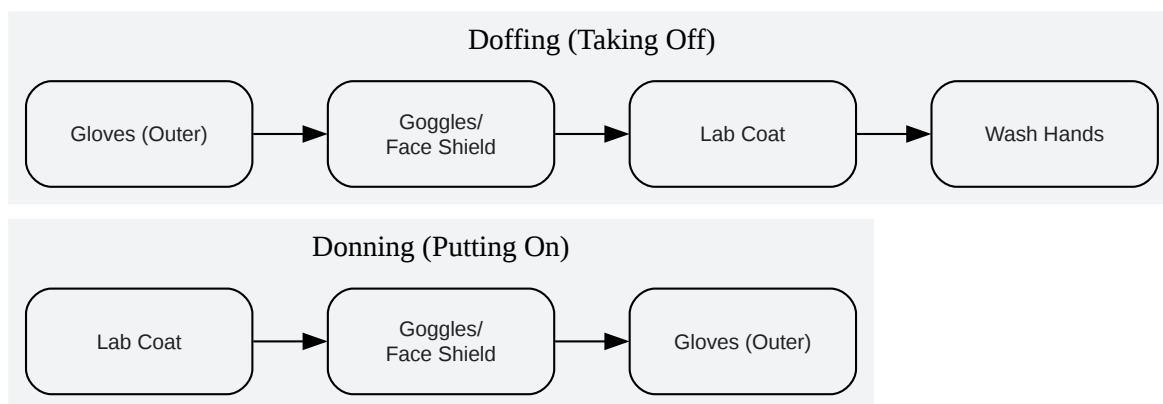 Doffing (Taking Off)
Gloves (Outer)
Goggles/
Face Shield
Lab Coat
Wash Hands
Donning (Putting On)
Lab Coat
Goggles/
Face Shield
Gloves (Outer)